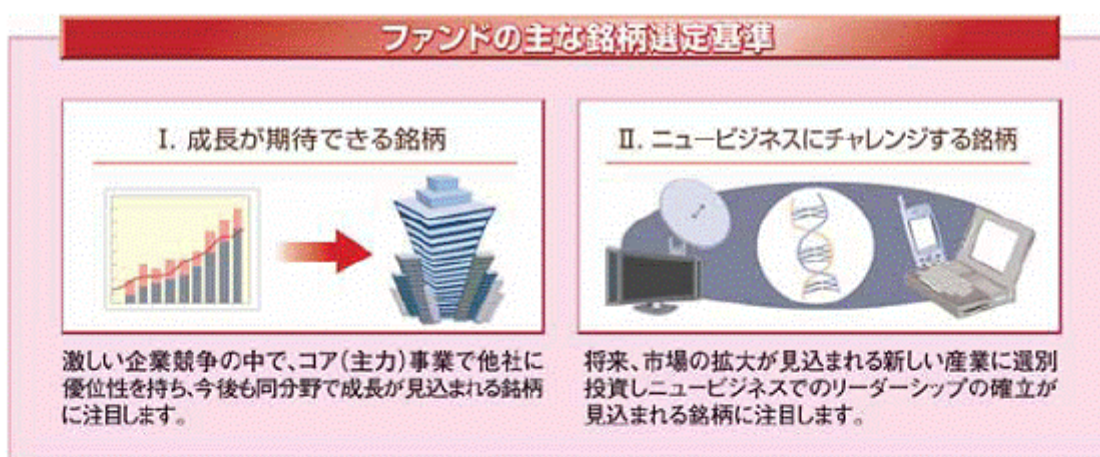 ファンドの主な銘柄選定基準
Ⅰ. 成長が期待できる銘柄
激しい企業競争の中で、コア(主力)事業で他社に
優位性を持ち、今後も同分野で成長が見込まれる銘柄
に注目します。
Ⅱ. ニュービジネスにチャレンジする銘柄
将来、市場の拡大が見込まれる新しい産業に選別
投資しニュービジネスでのリーダーシップの確立が
見込まれる銘柄に注目します。